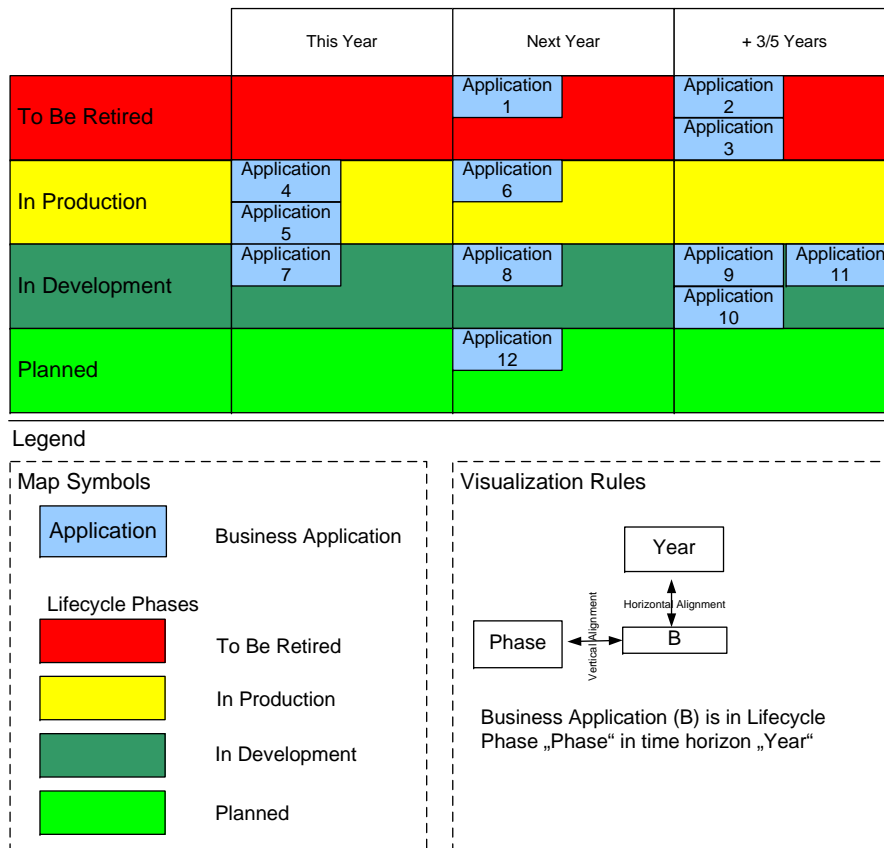 This Year
Next Year
+ 3/5 Years
To Be Retired
Application
1
Application
2
Application
3
In Production
Application
4
Application
5
Application
6
In Development
Application
7
Application
8
Application
9
Application
11
Application
10
Planned
Application
12
Legend
Map Symbols
Application
Business Application
Lifecycle Phases
To Be Retired
In Production
In Development
Planned
Visualization Rules
Year
Horizontal Alignment
Phase
Vertical Alignment
B
Business Application (B) is in Lifecycle
Phase „Phase“ in time horizon „Year“